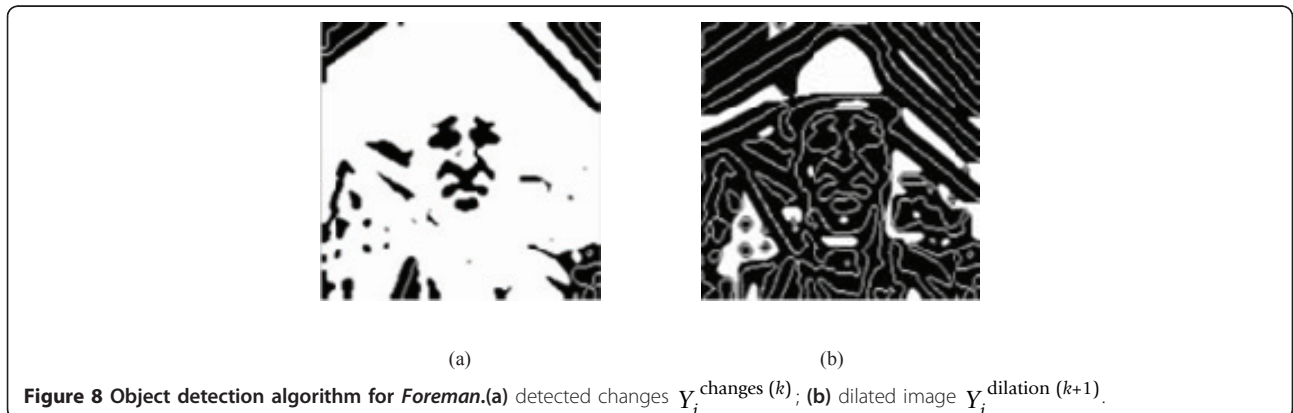 (a)
(b)
Figure 8 Object detection algorithm for Foreman.(a) detected changes Y_i^changes (k); (b) dilated image Y_i^dilation (k+1).